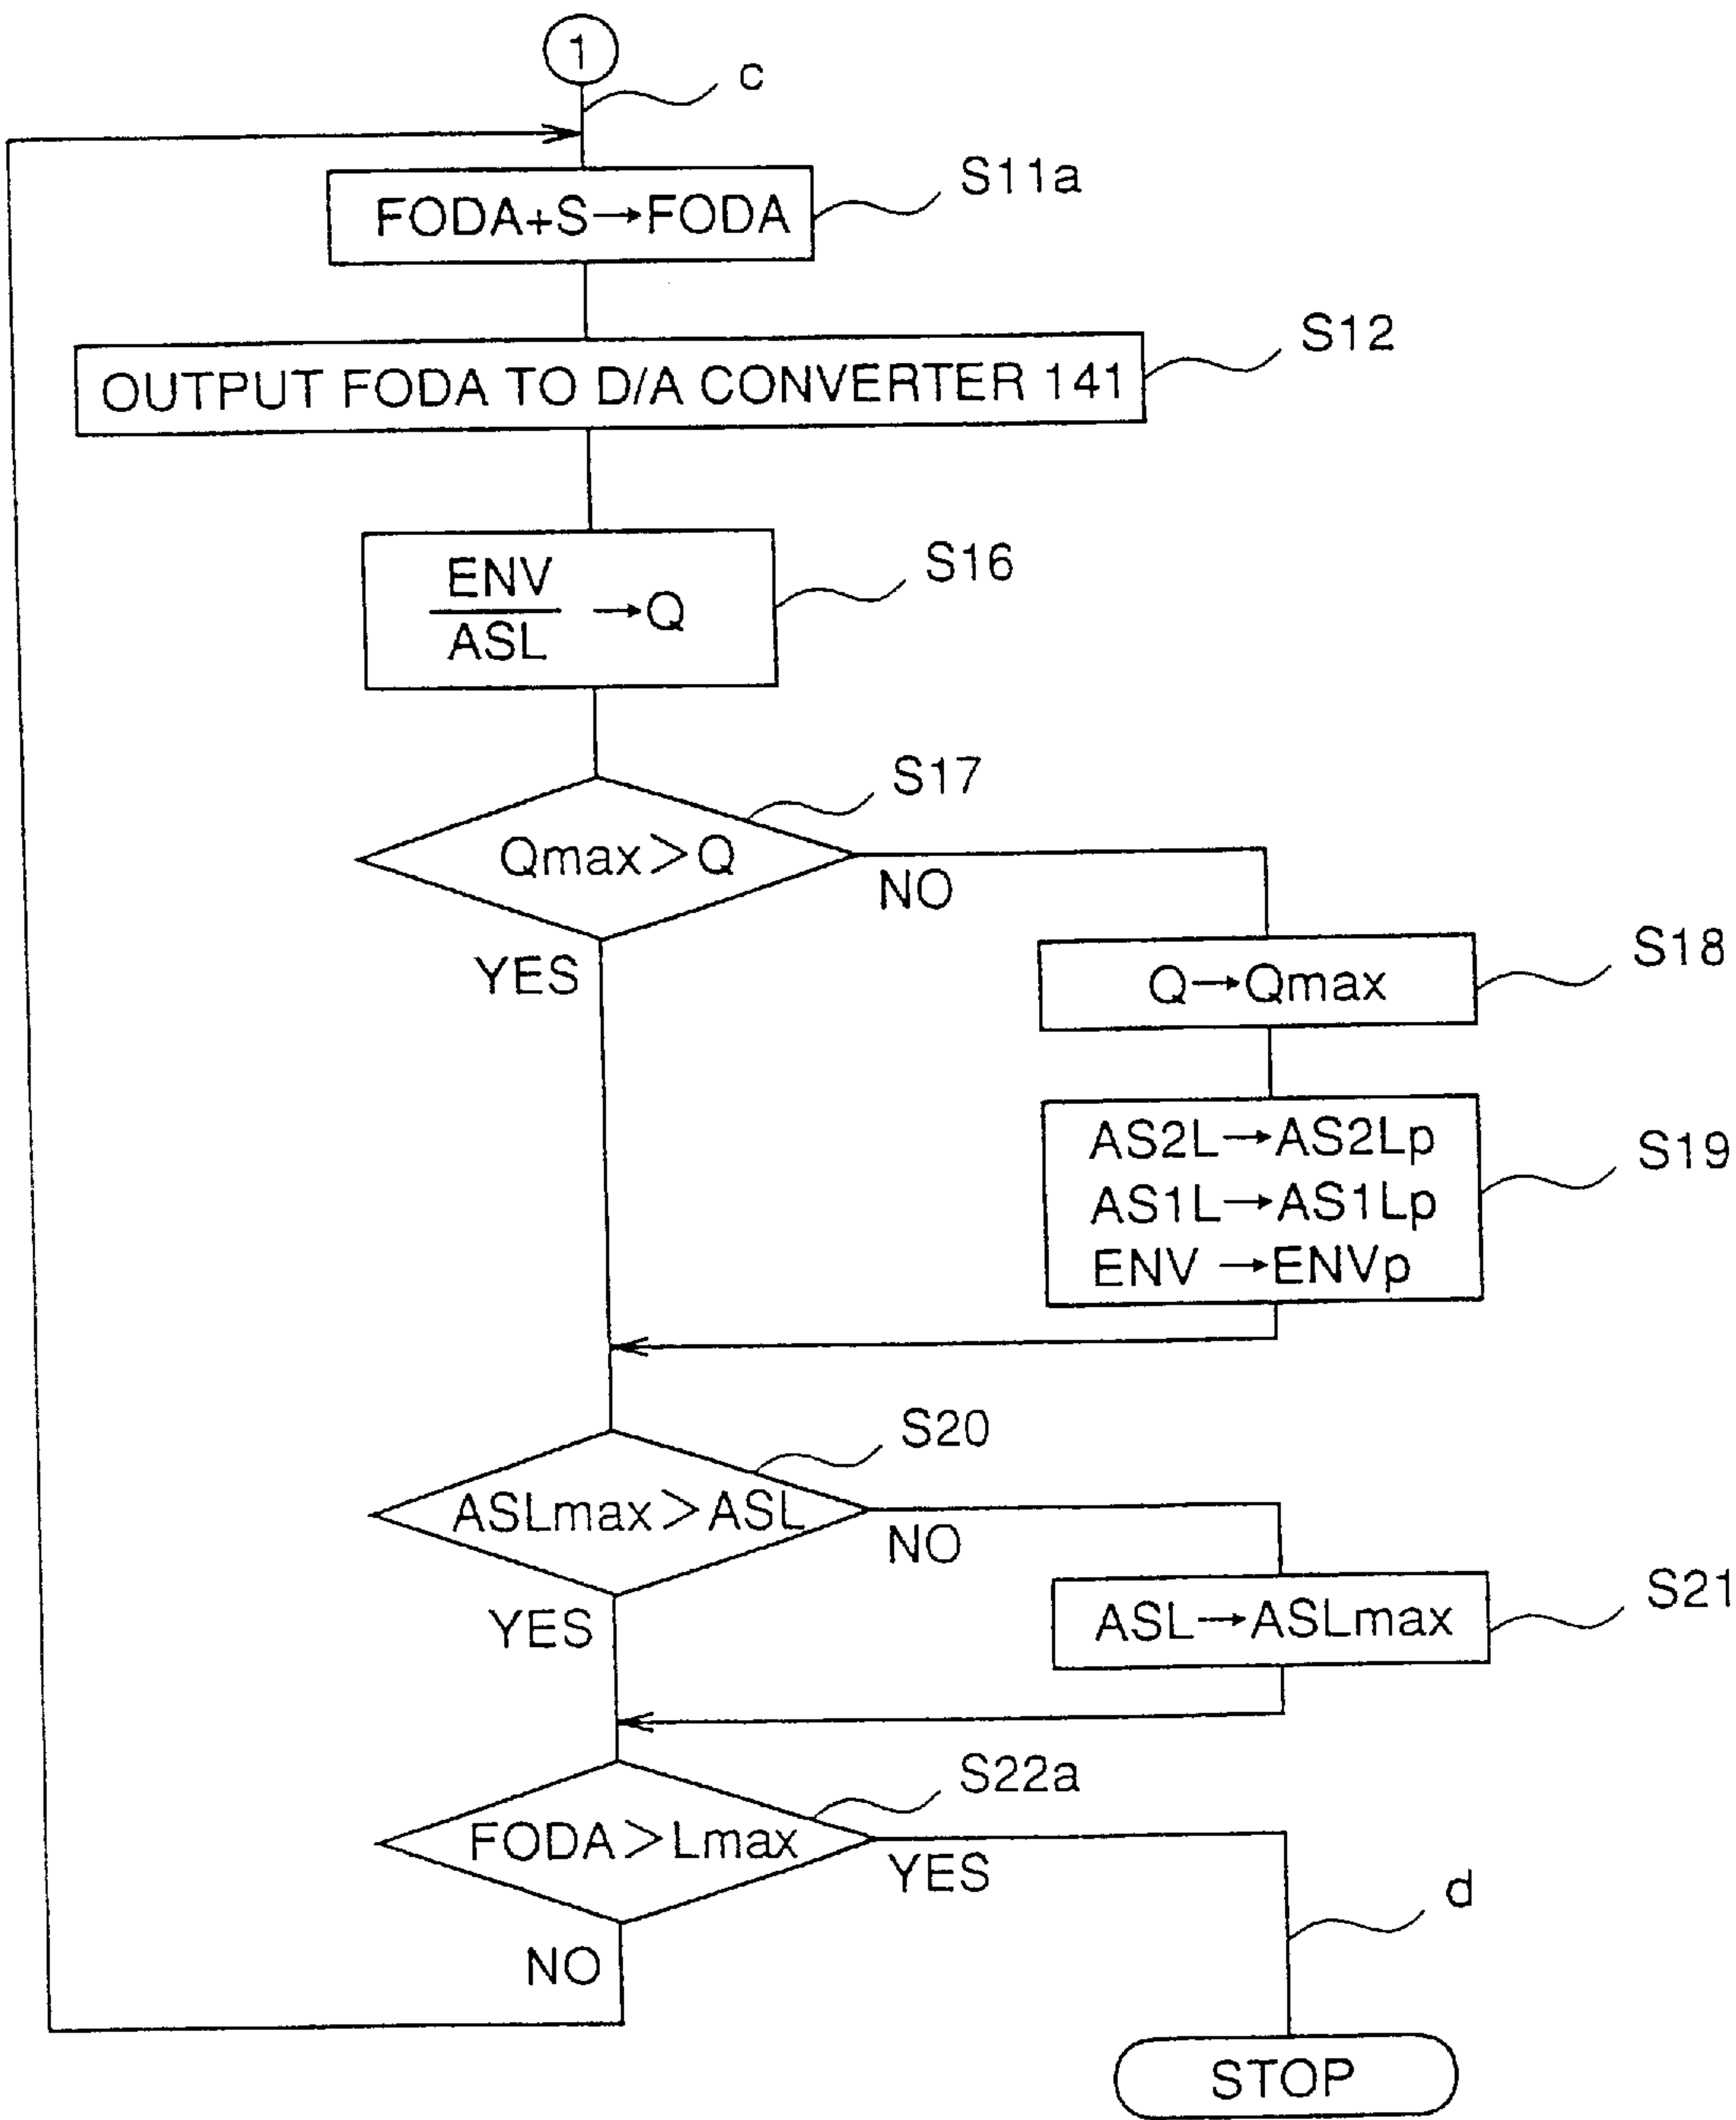 1
c
FODA+S→FODA
S11a
OUTPUT FODA TO D/A CONVERTER 141
S12
ENV
ASL
→Q
S16
Qmax>Q
S17
NO
YES
Q→Qmax
S18
AS2L→AS2Lp
AS1L→AS1Lp
ENV →ENVp
S19
ASLmax>ASL
S20
NO
YES
ASL→ASLmax
S21
FODA>Lmax
S22a
YES
NO
d
STOP